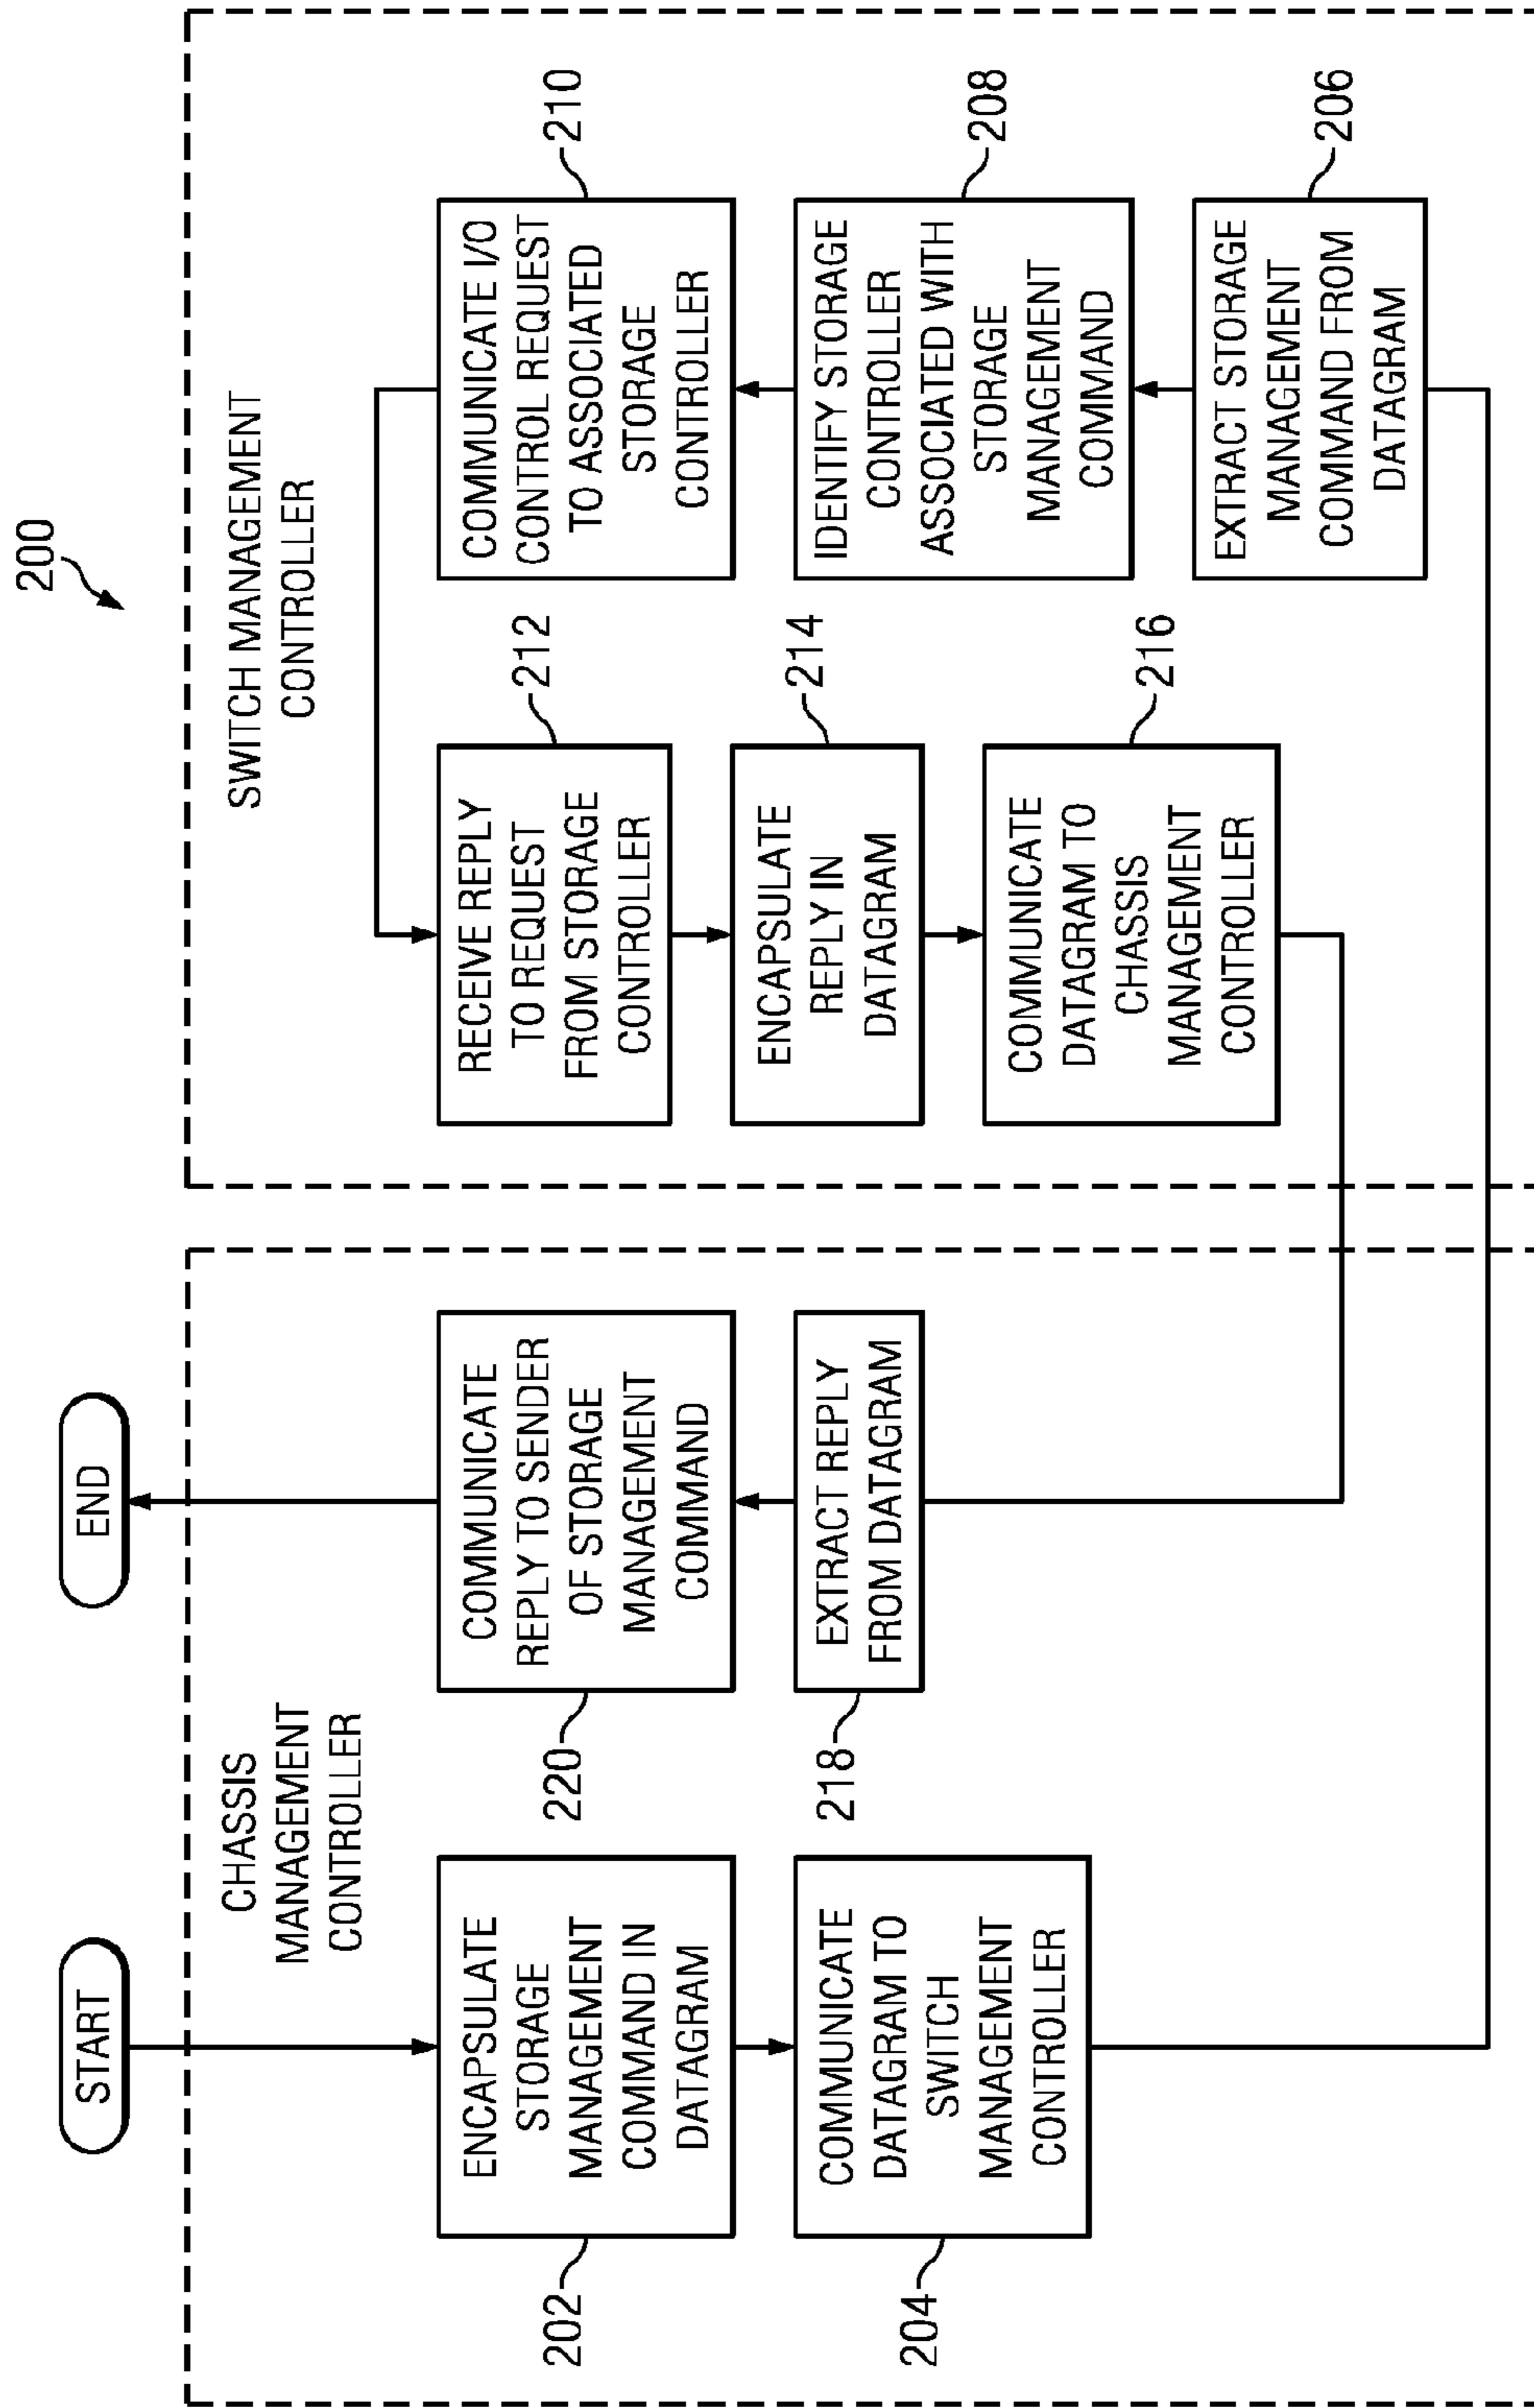 200
START
END
CHASSIS
MANAGEMENT
CONTROLLER
SWITCH MANAGEMENT
CONTROLLER
202
ENCAPSULATE
STORAGE
MANAGEMENT
COMMAND IN
DATAGRAM
204
COMMUNICATE
DATAGRAM TO
SWITCH
MANAGEMENT
CONTROLLER
220
COMMUNICATE
REPLY TO SENDER
OF STORAGE
MANAGEMENT
COMMAND
218
EXTRACT REPLY
FROM DATAGRAM
212
RECEIVE REPLY
TO REQUEST
FROM STORAGE
CONTROLLER
214
ENCAPSULATE
REPLY IN
DATAGRAM
216
COMMUNICATE
DATAGRAM TO
CHASSIS
MANAGEMENT
CONTROLLER
210
COMMUNICATE I/O
CONTROL REQUEST
TO ASSOCIATED
STORAGE
CONTROLLER
208
IDENTIFY STORAGE
CONTROLLER
ASSOCIATED WITH
STORAGE
MANAGEMENT
COMMAND
206
EXTRACT STORAGE
MANAGEMENT
COMMAND FROM
DATAGRAM